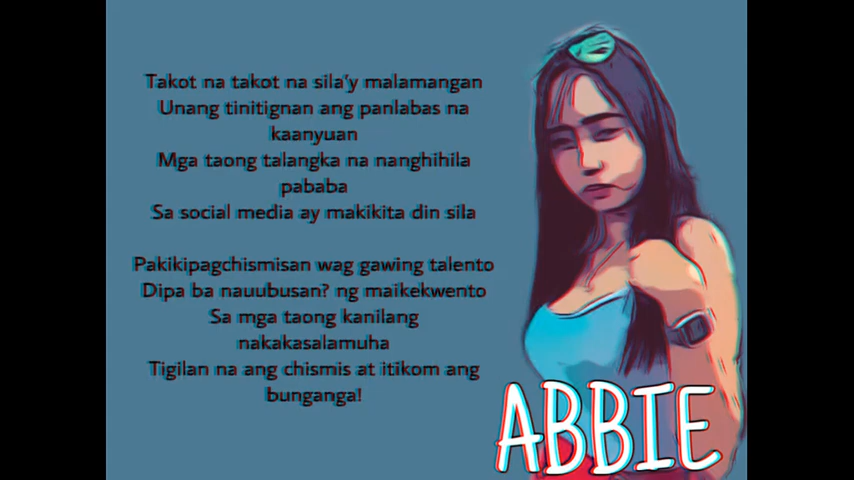 Takot na takot na sila'y malamangan
Unang tinitignan ang panlabas na
kaanyuan
Mga taong talangka na nanghihila
pababa
Sa social media ay makikita din sila
Pakikipagchismisan wag gawing talento
Dipa ba nauubusan? ng maikekwento
Sa mga taong kanilang
nakakasalamuha
Tigilan na ang chismis at itikom ang
bunganga!
ABBIE